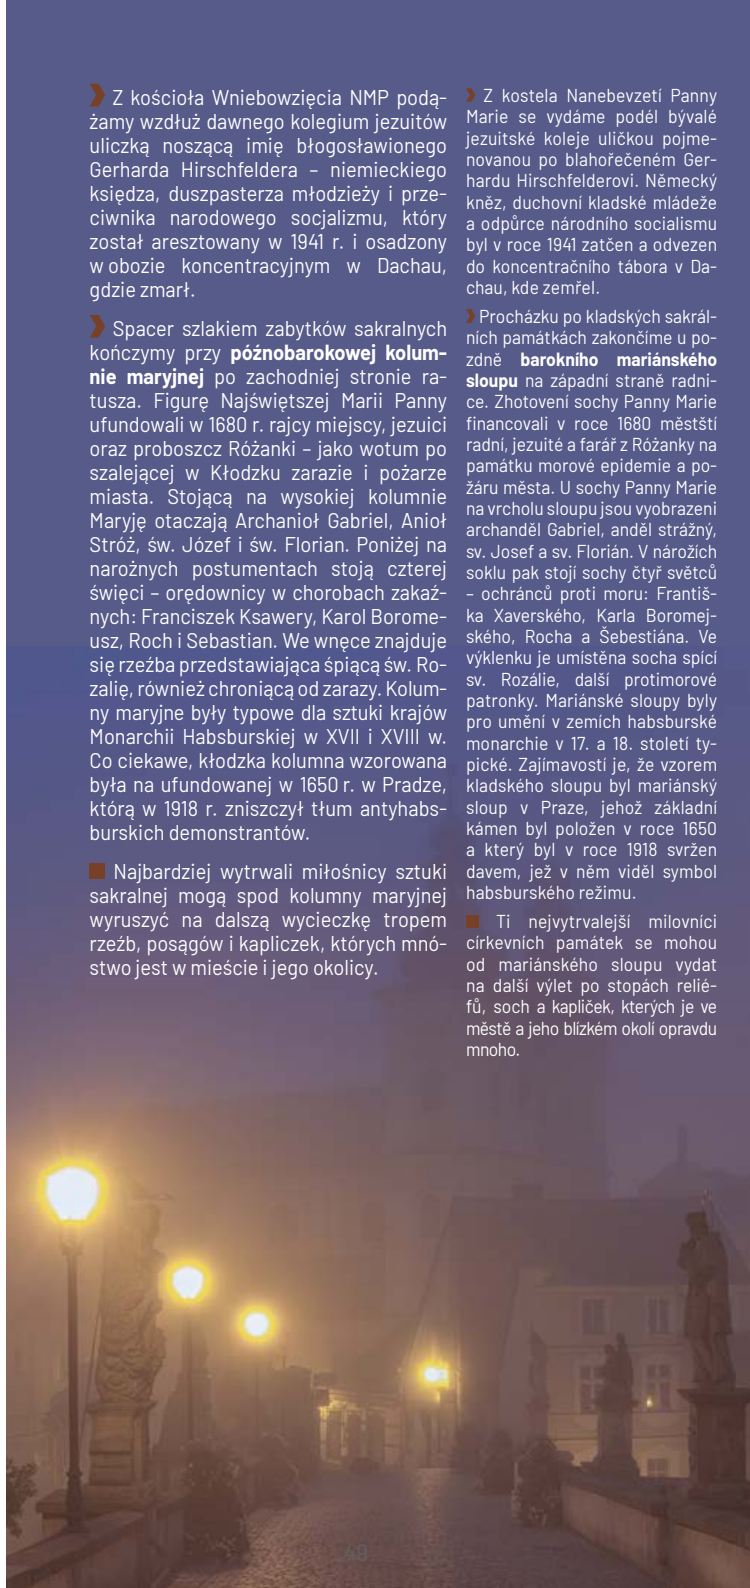 Z kościoła Wniebowzięcia NMP podą-
żamy wzdłuż dawnego kolegium jezuitów
uliczką noszącą imię błogosławionego
Gerharda Hirschfeldera – niemieckiego
księdza, duszpasterza młodzieży i prze-
ciwnika narodowego socjalizmu, który
został aresztowany w 1941 r. i osadzony
w obozie koncentracyjnym w Dachau,
gdzie zmarł.
Spacer szlakiem zabytków sakralnych
kończymy przy późnobarokowej kolum-
nie maryjnej po zachodniej stronie ra-
tusza. Figurę Najświętszej Marii Panny
ufundowali w 1680 r. rajcy miejscy, jezuici
oraz proboszcz Różanki – jako wotum po
szalejącej w Kłodzku zarazie i pożarze
miasta. Stojącą na wysokiej kolumnie
Maryję otaczają Archanioł Gabriel, Anioł
Stróż, św. Józef i św. Florian. Poniżej na
narożnych postumentach stoją czterej
święci – orędownicy w chorobach zakaź-
nych: Franciszek Ksawery, Karol Borome-
usz, Roch i Sebastian. We wnęce znajduje
się rzeźba przedstawiająca śpiącą św. Ro-
zalię, również chroniącą od zarazy. Kolum-
ny maryjne były typowe dla sztuki krajów
Monarchii Habsburskiej w XVII i XVIII w.
Co ciekawe, kłodzka kolumna wzorowana
była na ufundowanej w 1650 r. w Pradze,
którą w 1918 r. zniszczył tłum antyhabs-
burskich demonstrantów.
Najbardziej wytrwali miłośnicy sztuki
sakralnej mogą spod kolumny maryjnej
wyruszyć na dalszą wycieczkę tropem
rzeźb, posągów i kapliczek, których mnó-
stwo jest w mieście i jego okolicy.
Z kostela Nanebevzetí Panny
Marie se vydáme podél bývalé
jezuitské koleje uličkou pojme-
novanou po blahořečeném Ger-
hardu Hirschfelderovi. Německý
kněz, duchovní kladské mládeže
a odpůrce národního socialismu
byl v roce 1941 zatčen a odvezen
do koncentračního tábora v Da-
chau, kde zemřel.
Procházku po kladských sakrál-
ních památkách zakončíme u po-
zdně barokního mariánského
sloupu na západní straně radni-
ce. Zhotovení sochy Panny Marie
financovali v roce 1680 městští
radní, jezuité a farář z Różanky na
památku morové epidemie a po-
žáru města. U sochy Panny Marie
na vrcholu sloupu jsou vyobrazeni
archanděl Gabriel, anděl strážný,
sv. Josef a sv. Florián. V nárožích
soklu pak stojí sochy čtyř světců
– ochránců proti moru: Františ-
ka Xaverského, Karla Boromej-
ského, Rocha a Šebestiána. Ve
výklenku je umístěna socha spící
sv. Rozálie, další protimorové
patronky. Mariánské sloupy byly
pro umění v zemích habsburské
monarchie v 17. a 18. století ty-
pické. Zajímavostí je, že vzorem
kladského sloupu byl mariánský
sloup v Praze, jehož základní
kámen byl položen v roce 1650
a který byl v roce 1918 svržen
davem, jež v něm viděl symbol
habsburského režimu.
Ti nejvytrvalejší milovníci
církevních památek se mohou
od mariánského sloupu vydat
na další výlet po stopách relié-
fů, soch a kapliček, kterých je ve
městě a jeho blízkém okolí opravdu
mnoho.
49